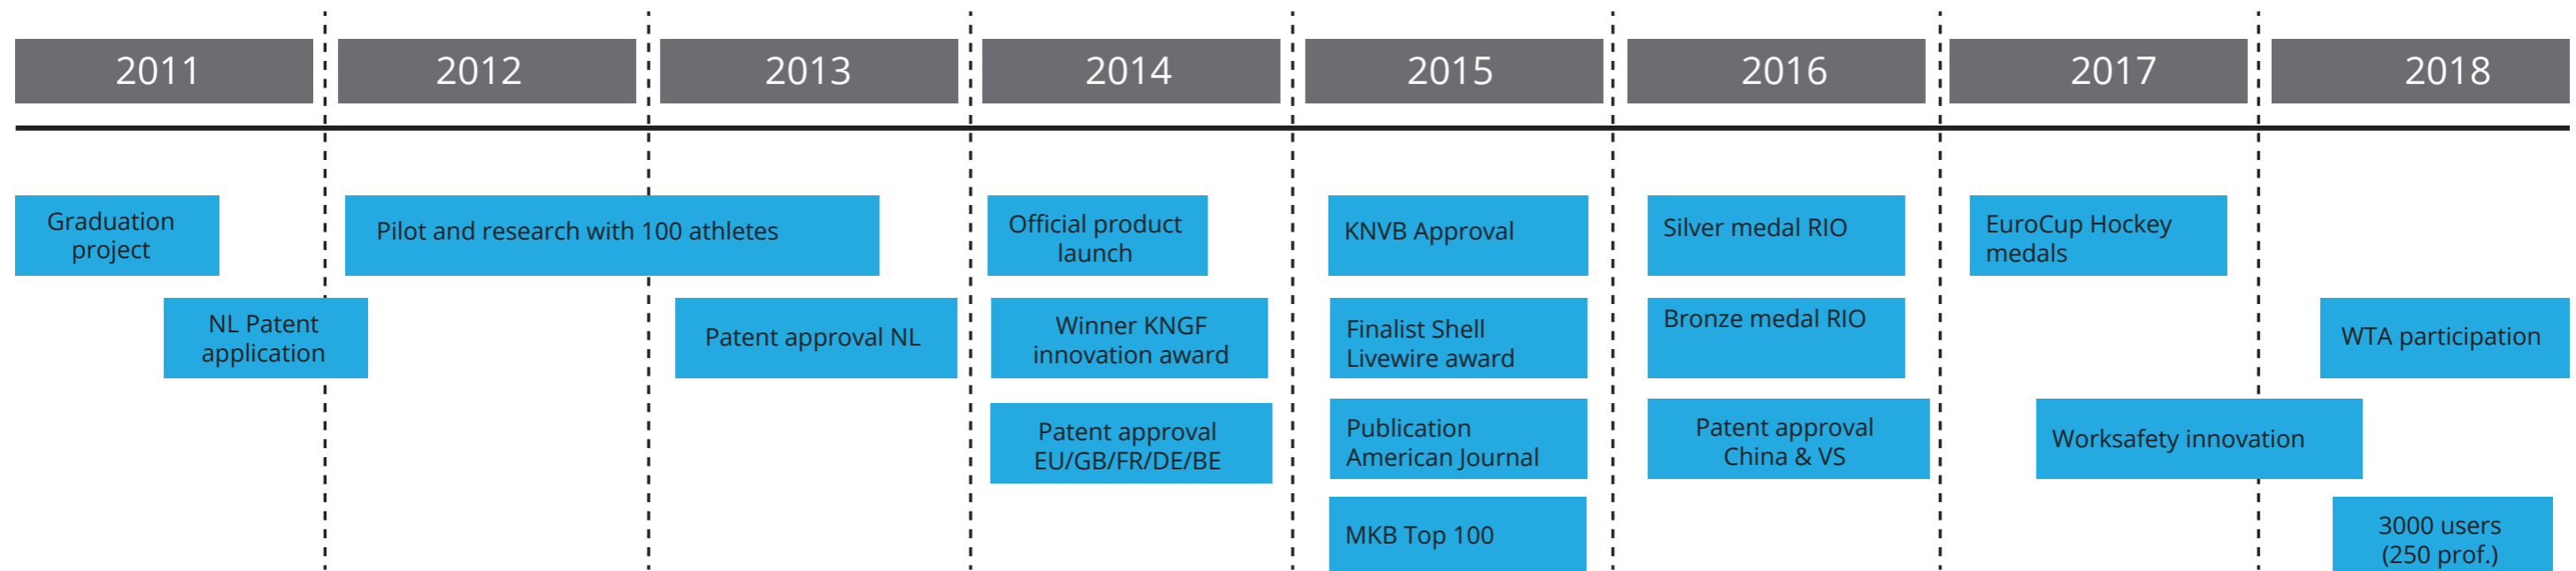 2011
2012
2013
2014
2015
2016
2017
2018
Graduation
project
Pilot and research with 100 athletes
Official product
launch
KNVB Approval
Silver medal RIO
EuroCup Hockey
medals
NL Patent
application
Patent approval NL
Winner KNGF
innovation award
Finalist Shell
Livewire award
Bronze medal RIO
WTA participation
Patent approval
EU/GB/FR/DE/BE
Publication
American Journal
Patent approval
China & VS
Worksafety innovation
MKB Top 100
3000 users
(250 prof.)